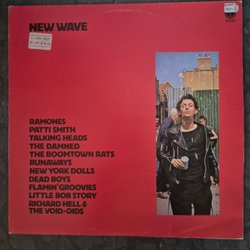 NEW WAVE
RAMONES
PATTI SMITH
TALKING HEADS
THE DAMNED
THE BOOMTOWN RATS
RUNAWAYS
NEW YORK DOLLS
DEAD BOYS
FLAMIN' GROOVIES
LITTLE BOB STORY
RICHARD HELL &
THE VOID-OIDS